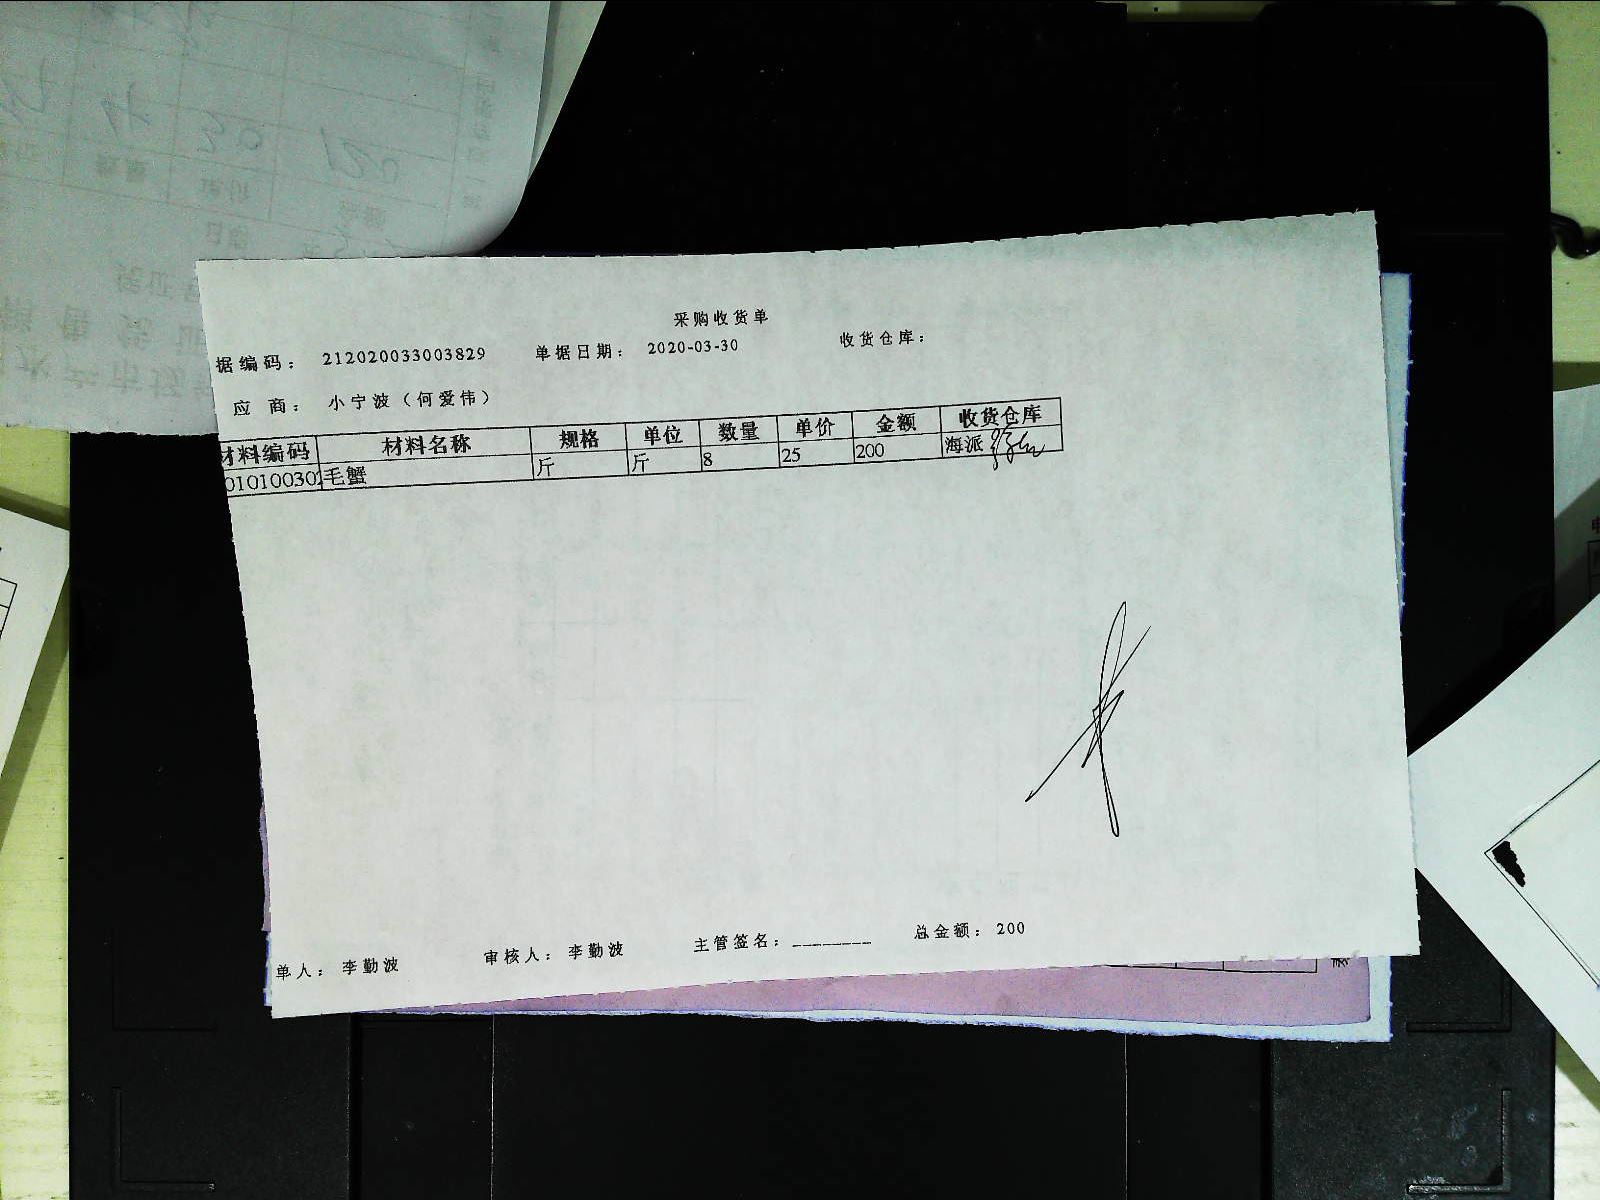 采购收货单
据编码： 212020033003829 单据日期： 2020-03-30 收货仓库：
应 商： 小宁波（何爱伟）
材料编码 材料名称 规格 单位 数量 单价 金额 收货仓库
01010030 毛蟹 斤 斤 8 25 200 海派
单人： 李勤波 审核人： 李勤波 主管签名：________ 总金额： 200